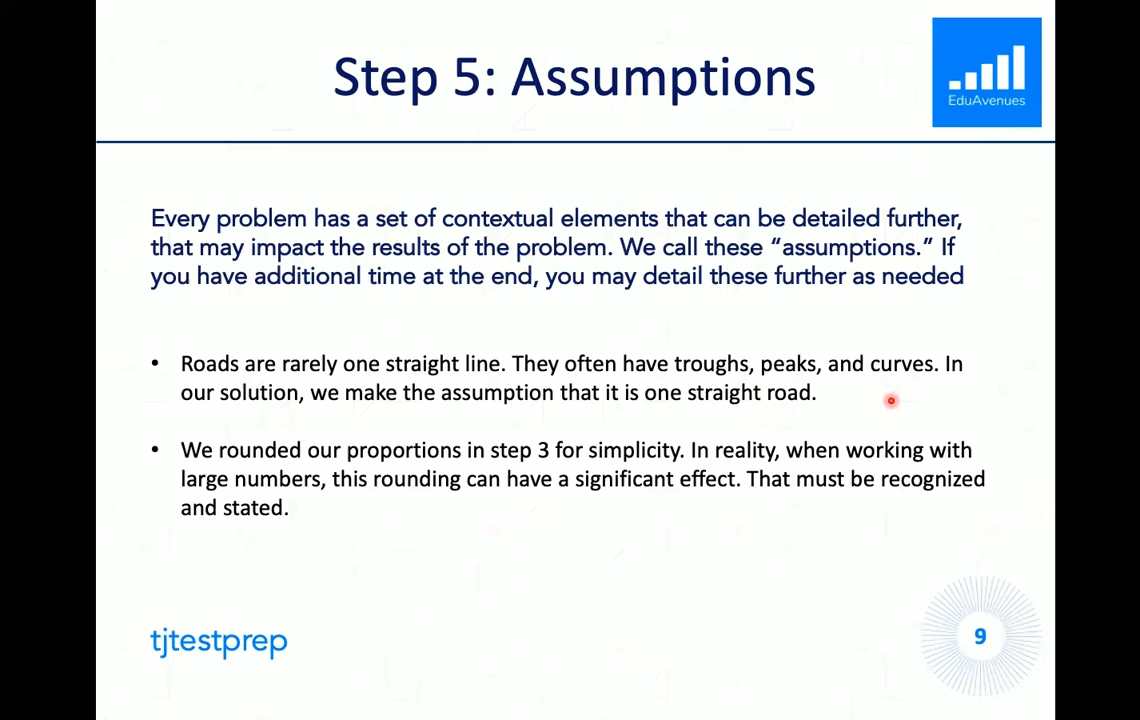 Step 5: Assumptions
EduAvenues
Every problem has a set of contextual elements that can be detailed further,
that may impact the results of the problem. We call these “assumptions.” If
you have additional time at the end, you may detail these further as needed
• Roads are rarely one straight line. They often have troughs, peaks, and curves. In
our solution, we make the assumption that it is one straight road.
• We rounded our proportions in step 3 for simplicity. In reality, when working with
large numbers, this rounding can have a significant effect. That must be recognized
and stated.
tjtestprep
9